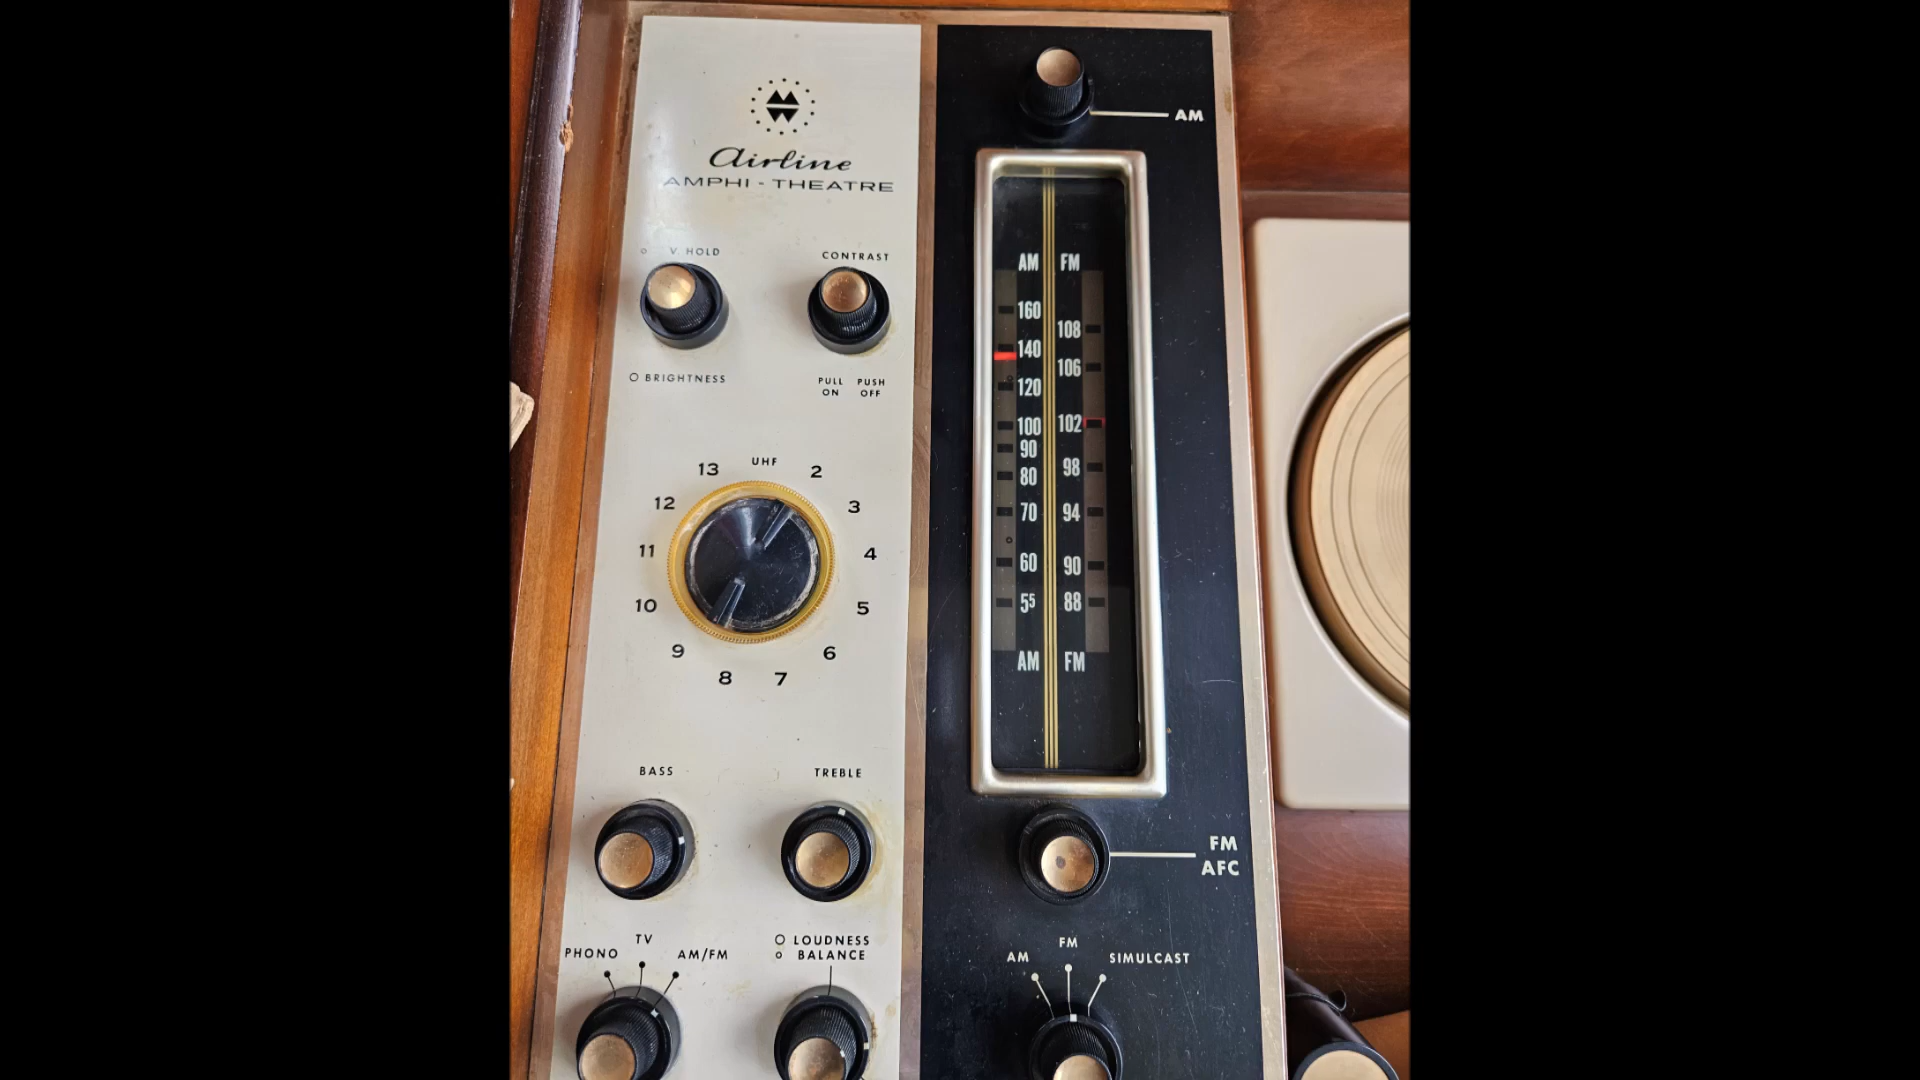 Airline
AMPHI-THEATRE
V. HOLD
CONTRAST
BRIGHTNESS
PULL ON
PUSH OFF
UHF
2
3
4
5
6
7
8
9
10
11
12
13
BASS
TREBLE
PHONO
TV
AM/FM
LOUDNESS
BALANCE
AM
AM FM
160
108
140
106
120
100 102
90
98
80
70 94
60 90
55 88
AM FM
FM
AFC
AM
FM
SIMULCAST